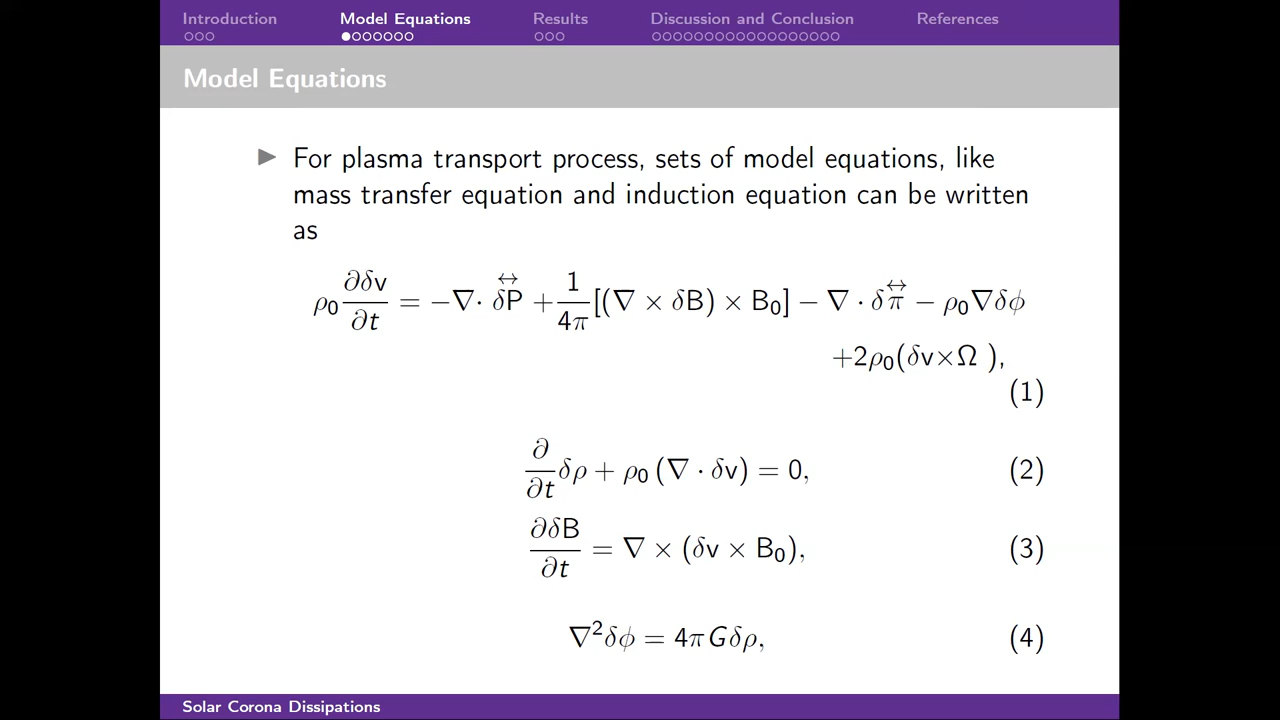 Introduction Model Equations Results Discussion and Conclusion References
Model Equations
▶ For plasma transport process, sets of model equations, like
mass transfer equation and induction equation can be written
as
ρ₀ ∂δv/∂t = −∇· δP↔ + 1/4π [(∇ × δB) × B₀] − ∇ · δπ↔ − ρ₀∇δϕ
+2ρ₀(δv×Ω ),
(1)
∂/∂t δρ + ρ₀ (∇ · δv) = 0, (2)
∂δB/∂t = ∇ × (δv × B₀), (3)
∇²δϕ = 4πGδρ, (4)
Solar Corona Dissipations